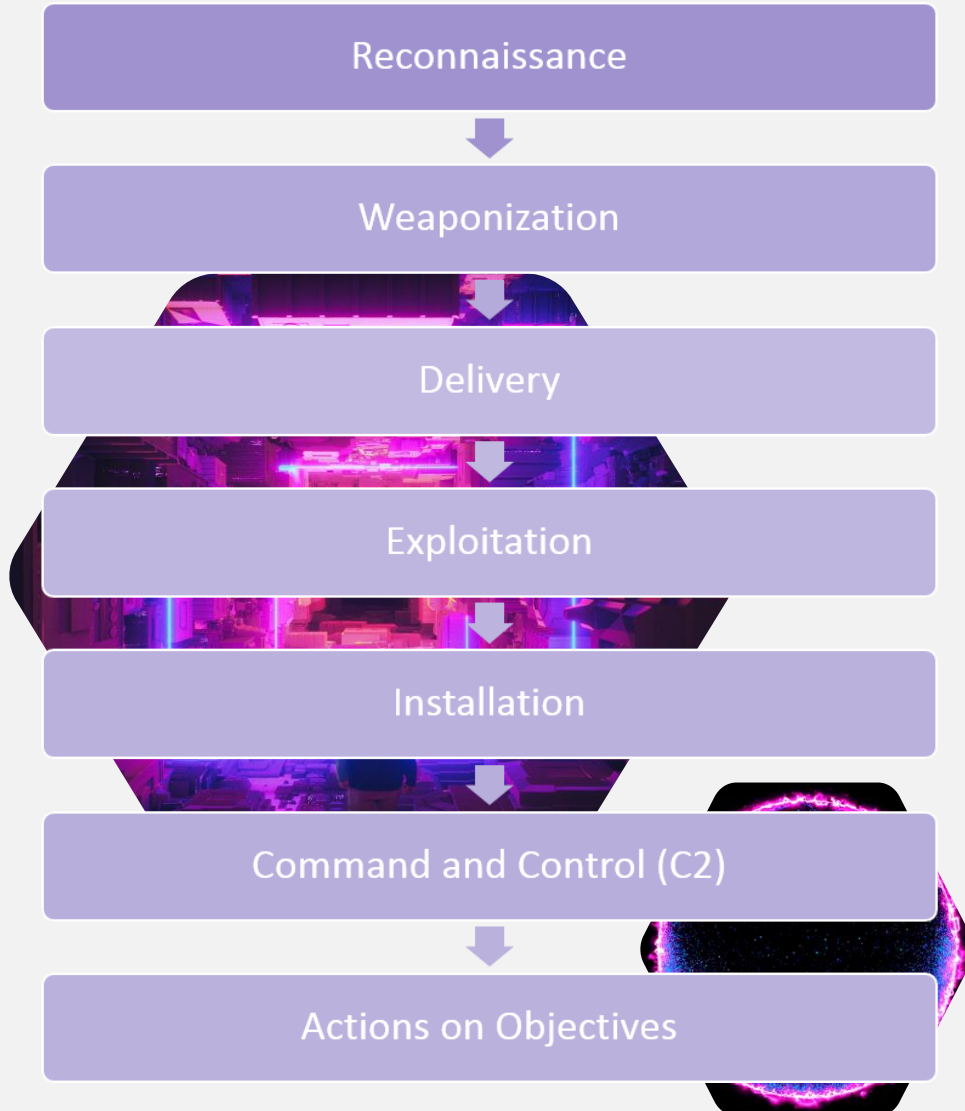 Reconnaissance
Weaponization
Delivery
Exploitation
Installation
Command and Control (C2)
Actions on Objectives